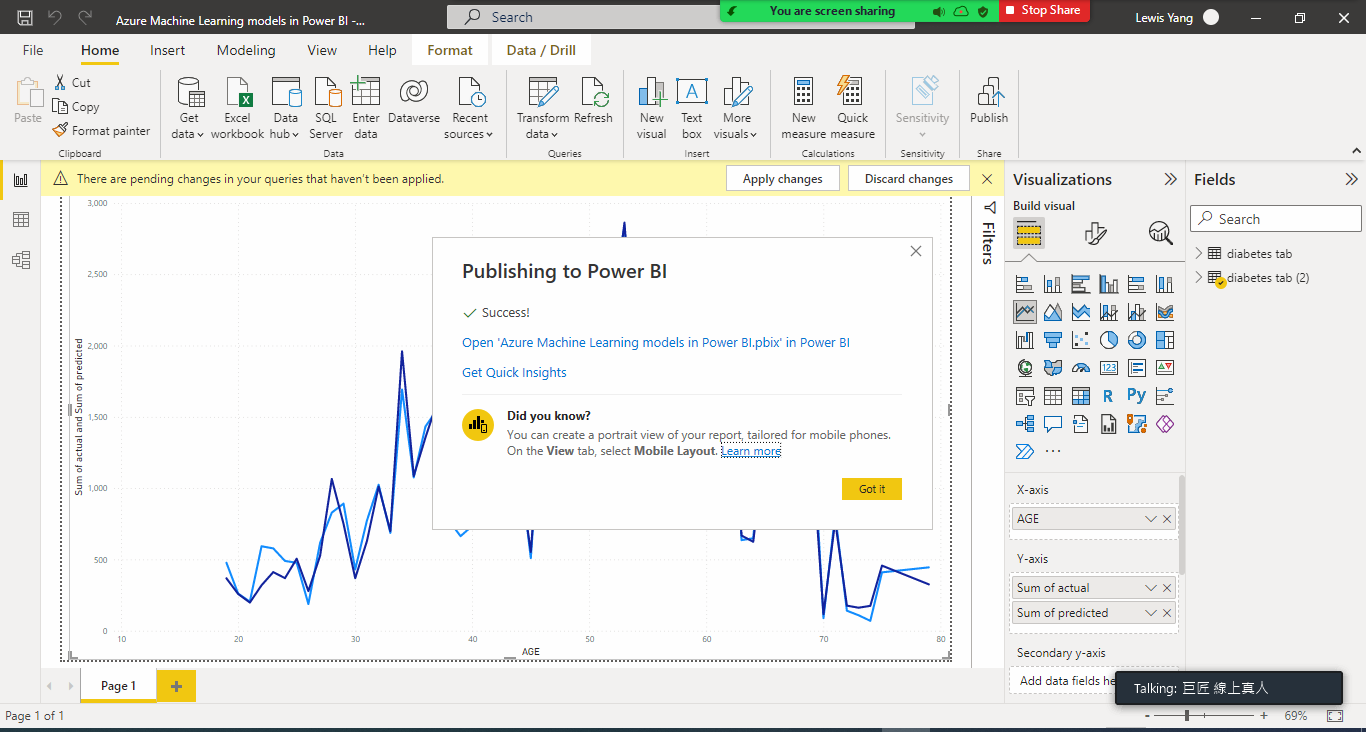 Azure Machine Learning models in Power BI -...
Search
You are screen sharing
Stop Share
Lewis Yang
File Home Insert Modeling View Help Format Data / Drill
Paste
Cut
Copy
Format painter
Clipboard
Get data
Excel workbook
Data hub
SQL Server
Enter data
Dataverse
Recent sources
Data
Transform data
Refresh
Queries
New visual
Text box
A
More visuals
Insert
New measure
Quick measure
Calculations
Sensitivity
Sensitivity
Publish
Share
There are pending changes in your queries that haven't been applied.
Apply changes
Discard changes
Filters
Visualizations
Build visual
Fields
Search
diabetes tab
diabetes tab (2)
123
R
Py
...
X-axis
AGE
Y-axis
Sum of actual
Sum of predicted
Secondary y-axis
Add data fields he
Talking: 巨匠 線上真人
Publishing to Power BI
Success!
Open 'Azure Machine Learning models in Power BI.pbix' in Power BI
Get Quick Insights
Did you know?
You can create a portrait view of your report, tailored for mobile phones.
On the View tab, select Mobile Layout. Learn more
Got it
Sum of actual and Sum of predicted
3,000
2,500
2,000
1,500
1,000
500
0
10 20 30 40 50 60 70 80
AGE
Page 1
+
Page 1 of 1
- + 69%